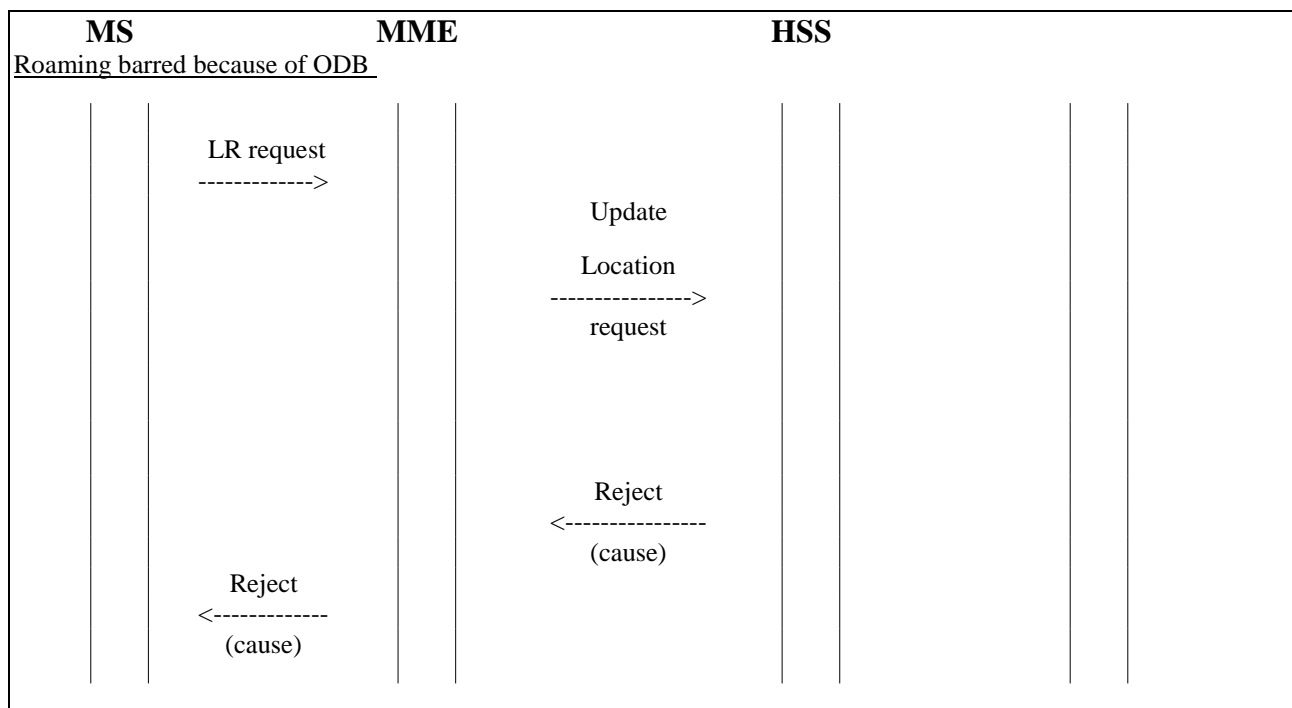 MS MME HSS
Roaming barred because of ODB
LR request
------------->
Update
Location
---------------->
request
Reject
<----------------
(cause)
Reject
<-------------
(cause)